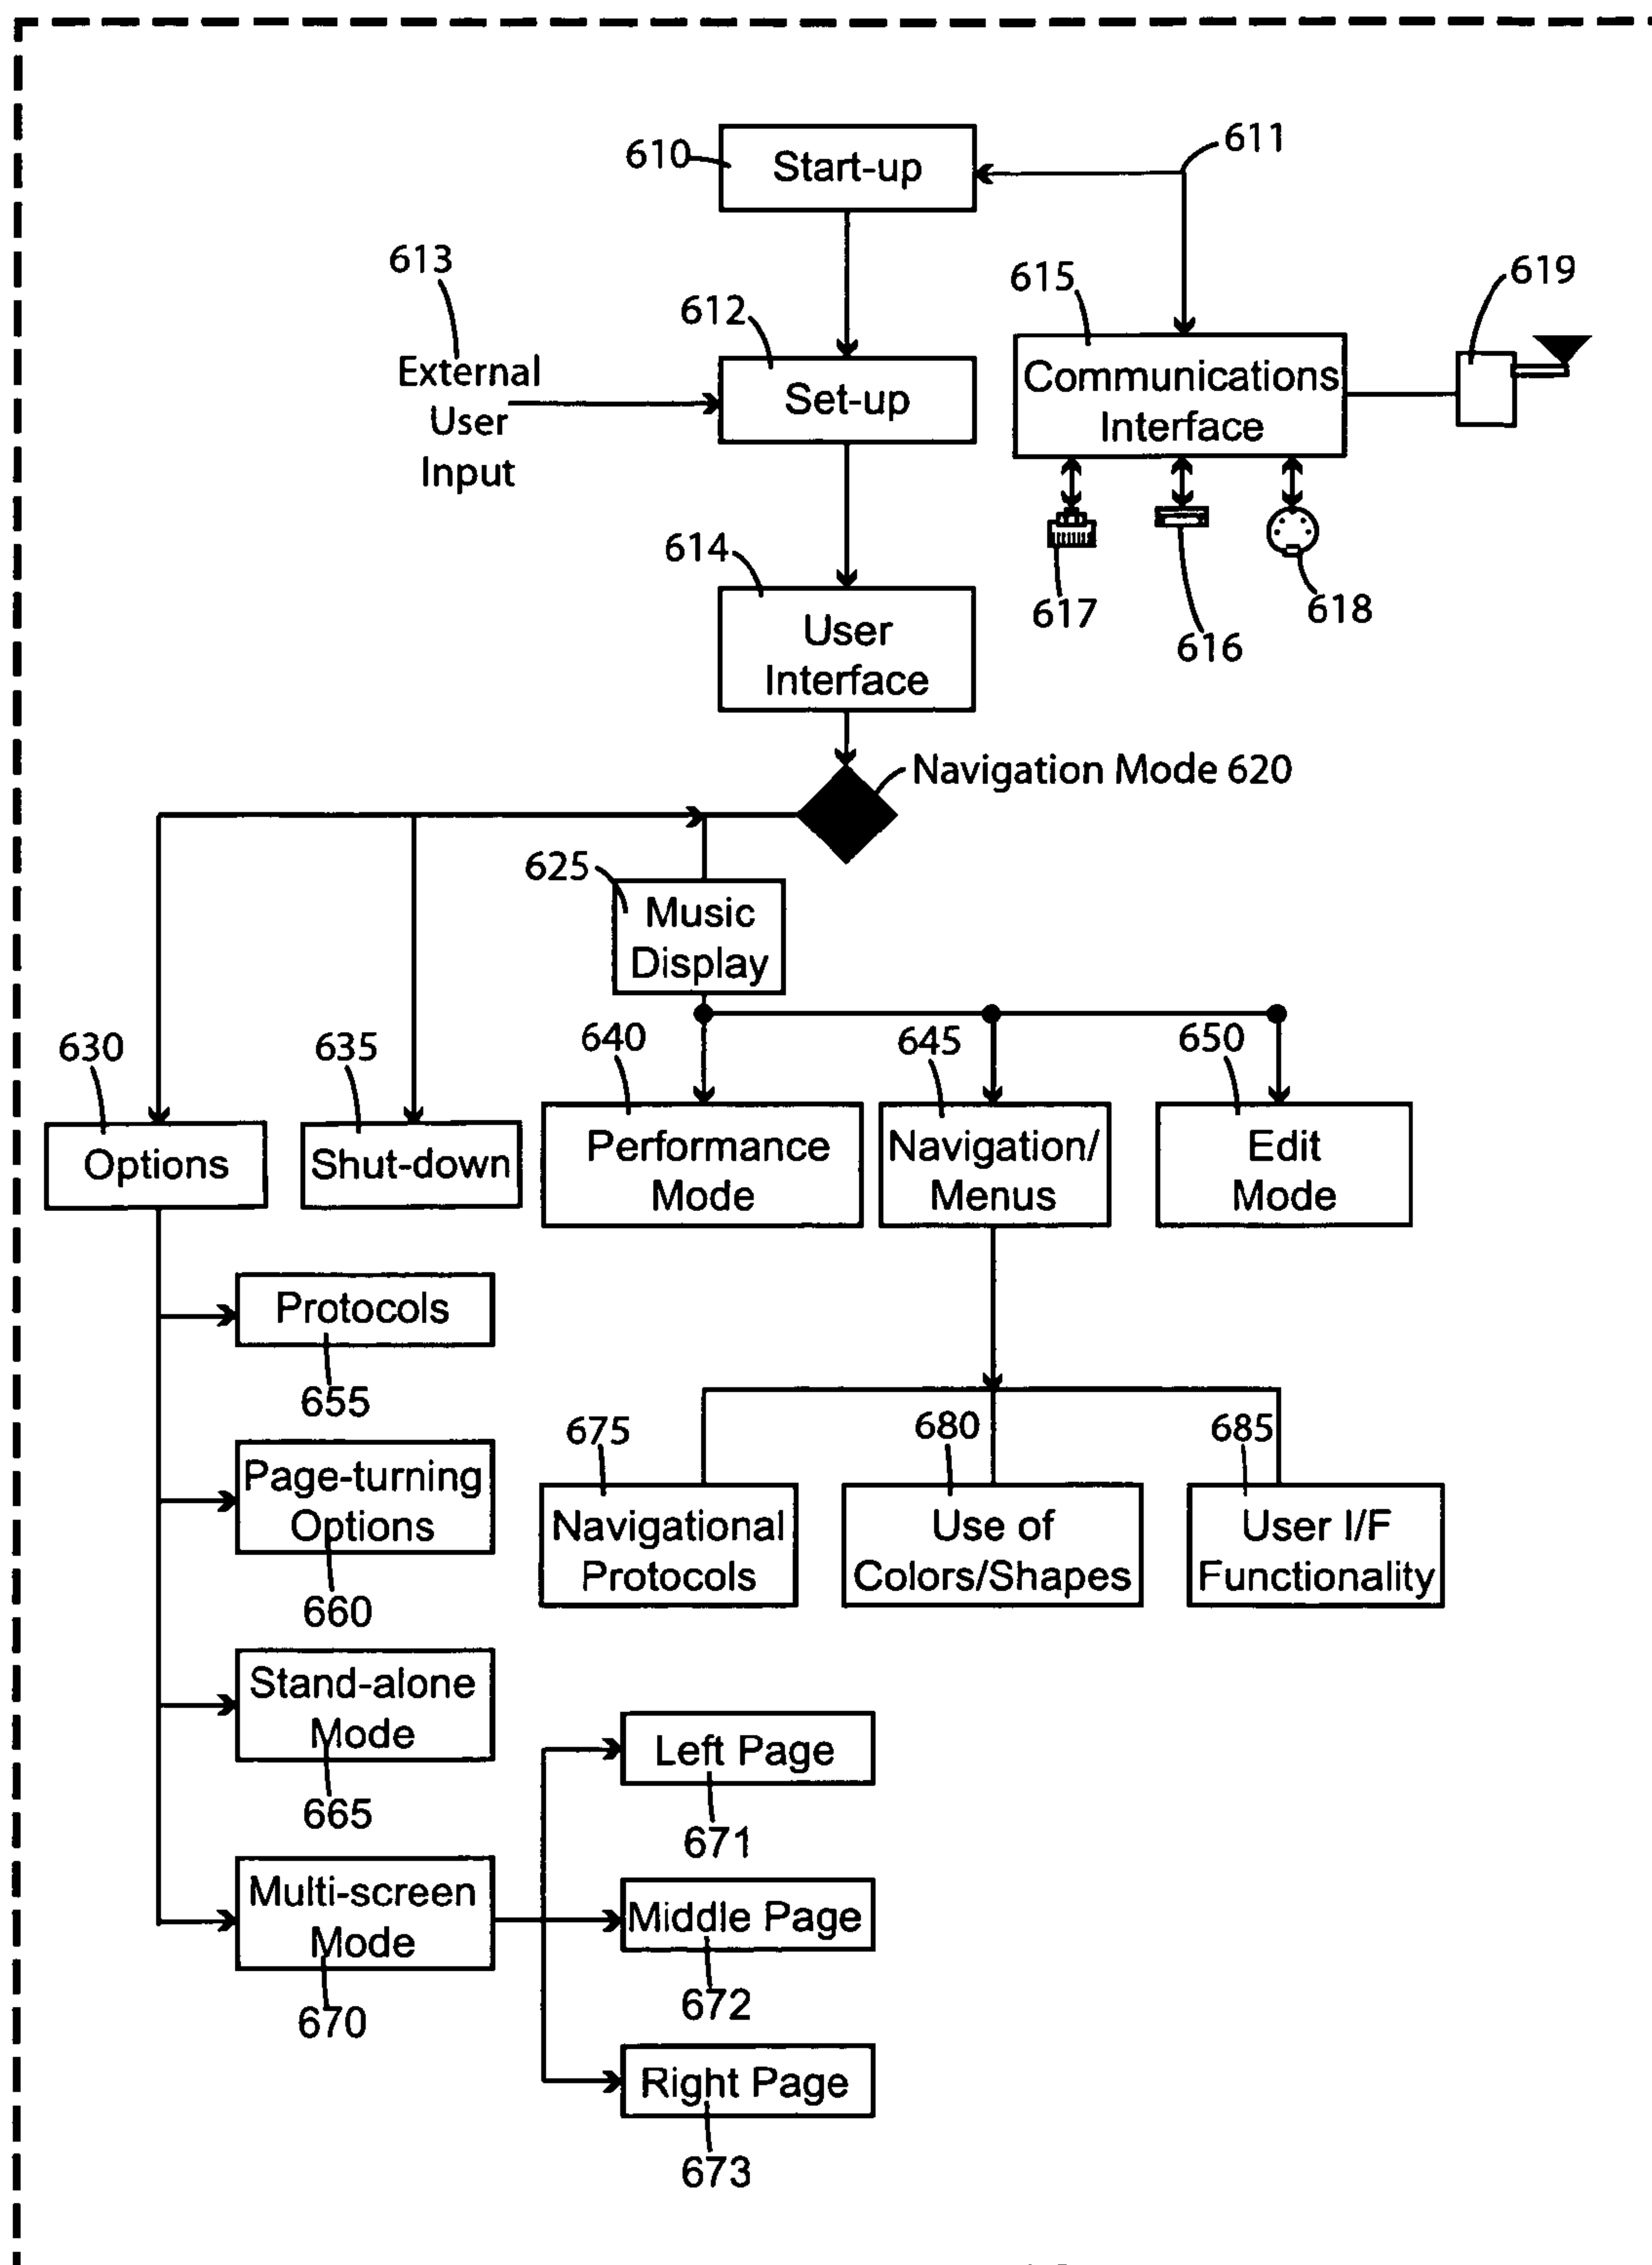 610
Start-up
611
613
External
User
Input
612
Set-up
615
Communications
Interface
619
617
616
618
614
User
Interface
Navigation Mode 620
625
Music
Display
630
Options
635
Shut-down
640
Performance
Mode
645
Navigation/
Menus
650
Edit
Mode
Protocols
655
Page-turning
Options
660
Stand-alone
Mode
665
Multi-screen
Mode
670
675
Navigational
Protocols
680
Use of
Colors/Shapes
685
User I/F
Functionality
Left Page
671
Middle Page
672
Right Page
673